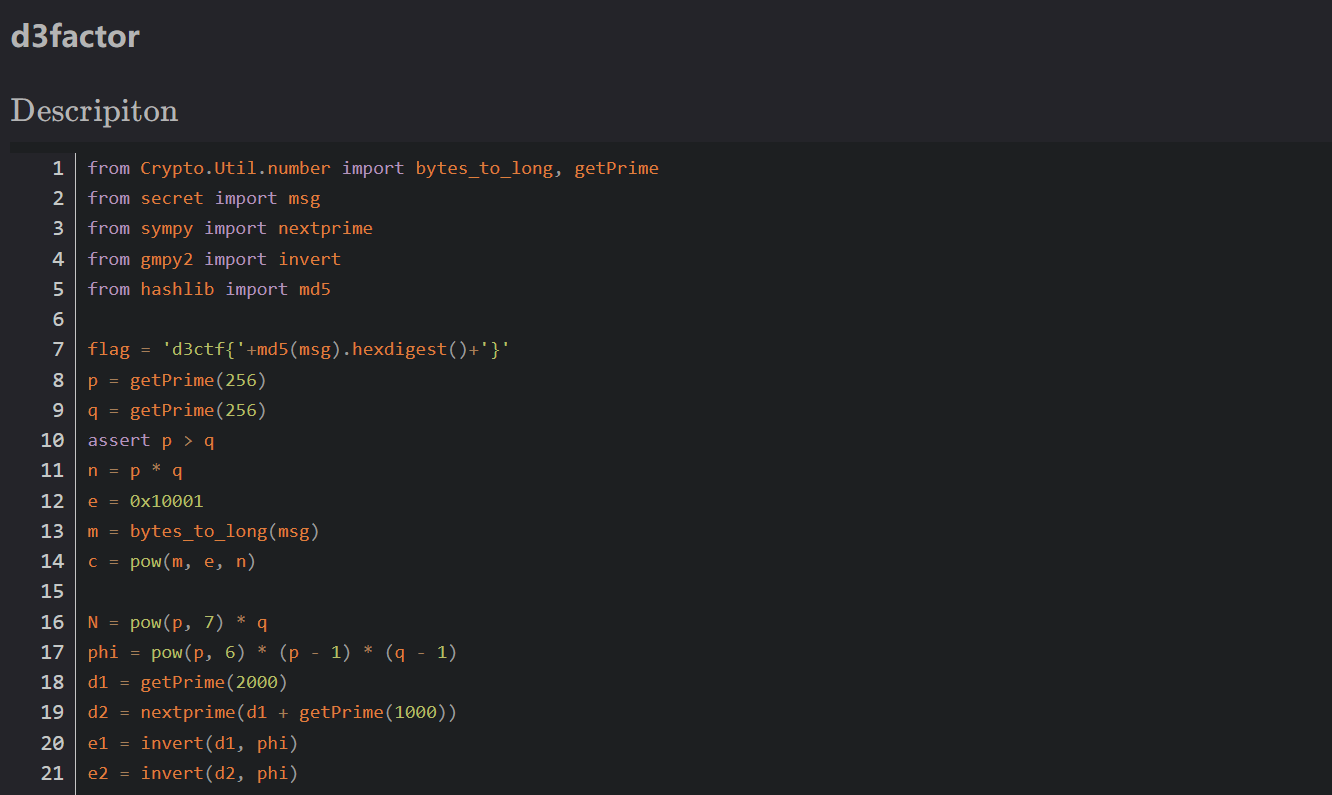 d3factor
Descripiton
1 from Crypto.Util.number import bytes_to_long, getPrime
2 from secret import msg
3 from sympy import nextprime
4 from gmpy2 import invert
5 from hashlib import md5
6
7 flag = 'd3ctf{'+md5(msg).hexdigest()+'}'
8 p = getPrime(256)
9 q = getPrime(256)
10 assert p > q
11 n = p * q
12 e = 0x10001
13 m = bytes_to_long(msg)
14 c = pow(m, e, n)
15
16 N = pow(p, 7) * q
17 phi = pow(p, 6) * (p - 1) * (q - 1)
18 d1 = getPrime(2000)
19 d2 = nextprime(d1 + getPrime(1000))
20 e1 = invert(d1, phi)
21 e2 = invert(d2, phi)